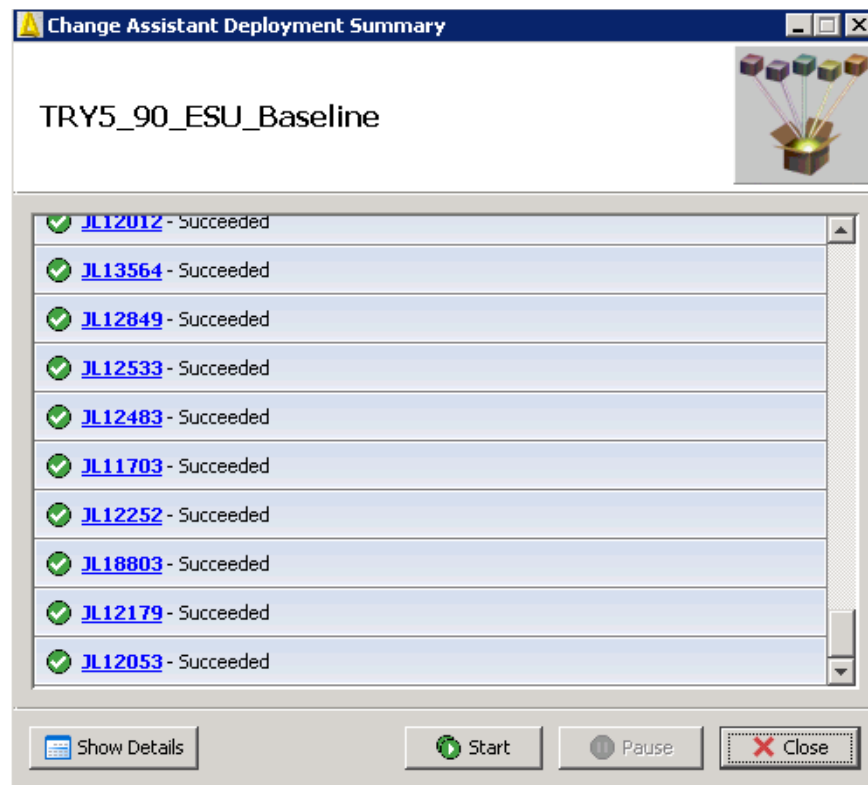 Change Assistant Deployment Summary
TRY5_90_ESU_Baseline
JL12012 - Succeeded
JL13564 - Succeeded
JL12849 - Succeeded
JL12533 - Succeeded
JL12483 - Succeeded
JL11703 - Succeeded
JL12252 - Succeeded
JL18803 - Succeeded
JL12179 - Succeeded
JL12053 - Succeeded
Show Details Start Pause Close